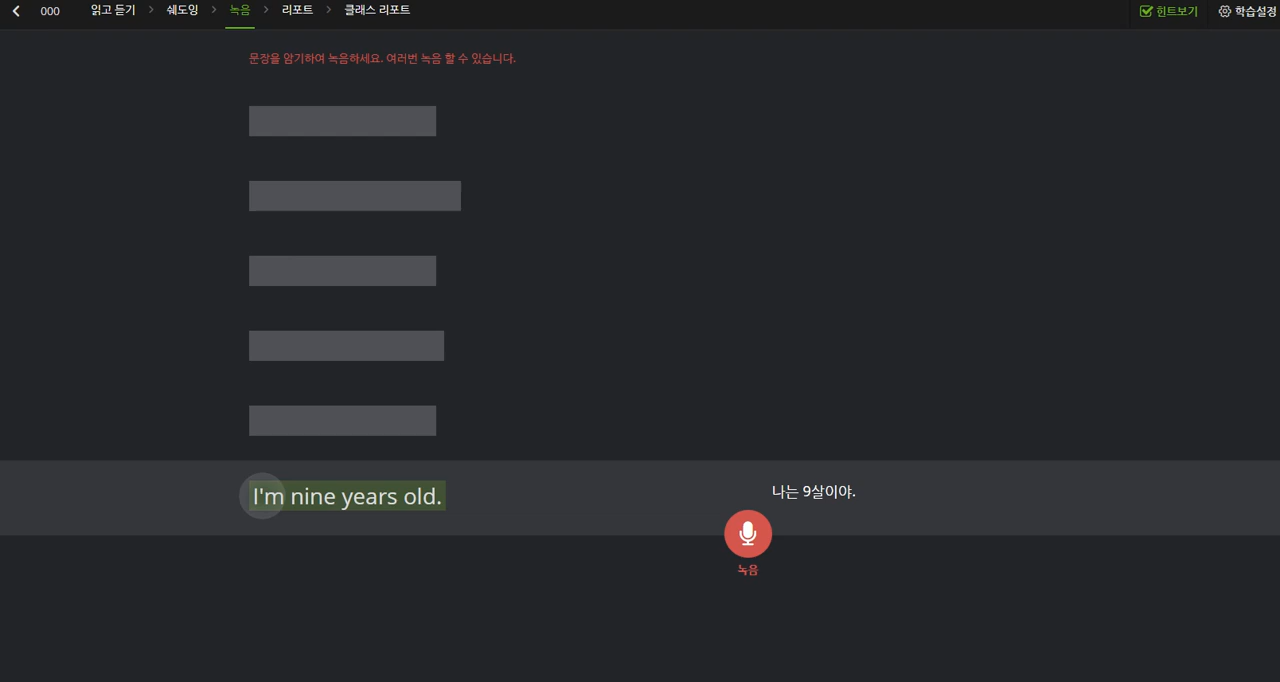 000 읽고 듣기 쉐도잉 녹음 리포트 클래스 리포트 힌트보기 학습설정
문장을 암기하여 녹음하세요. 여러번 녹음 할 수 있습니다.
I'm nine years old. 나는 9살이야.
녹음